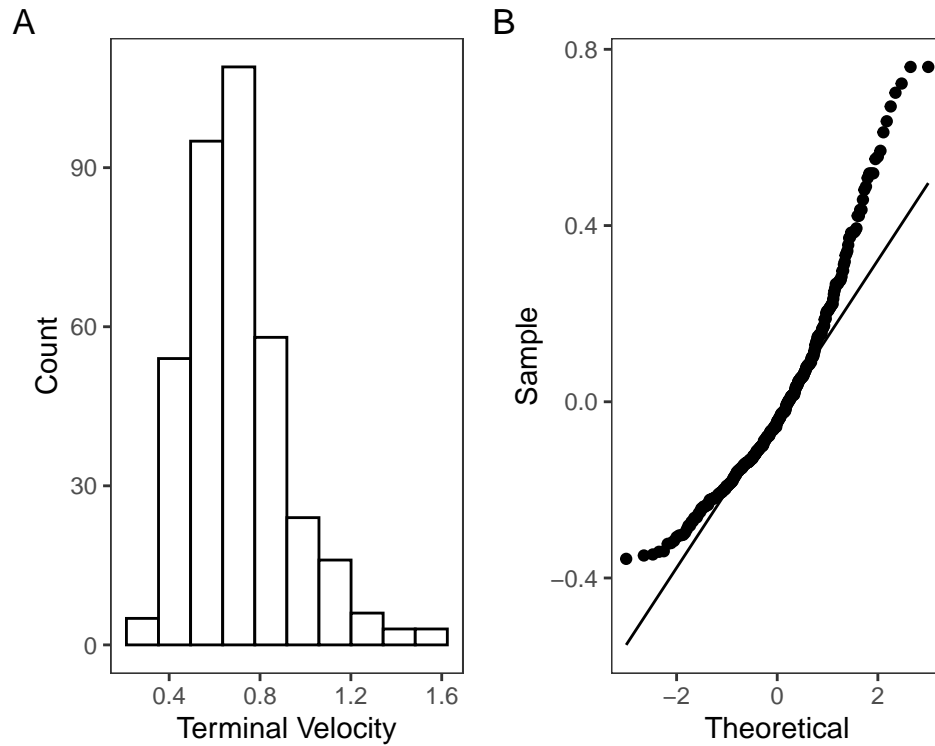 A
Count
90
60
30
0
0.4 0.8 1.2 1.6
Terminal Velocity
B
Sample
0.8
0.4
0.0
−0.4
−2 0 2
Theoretical